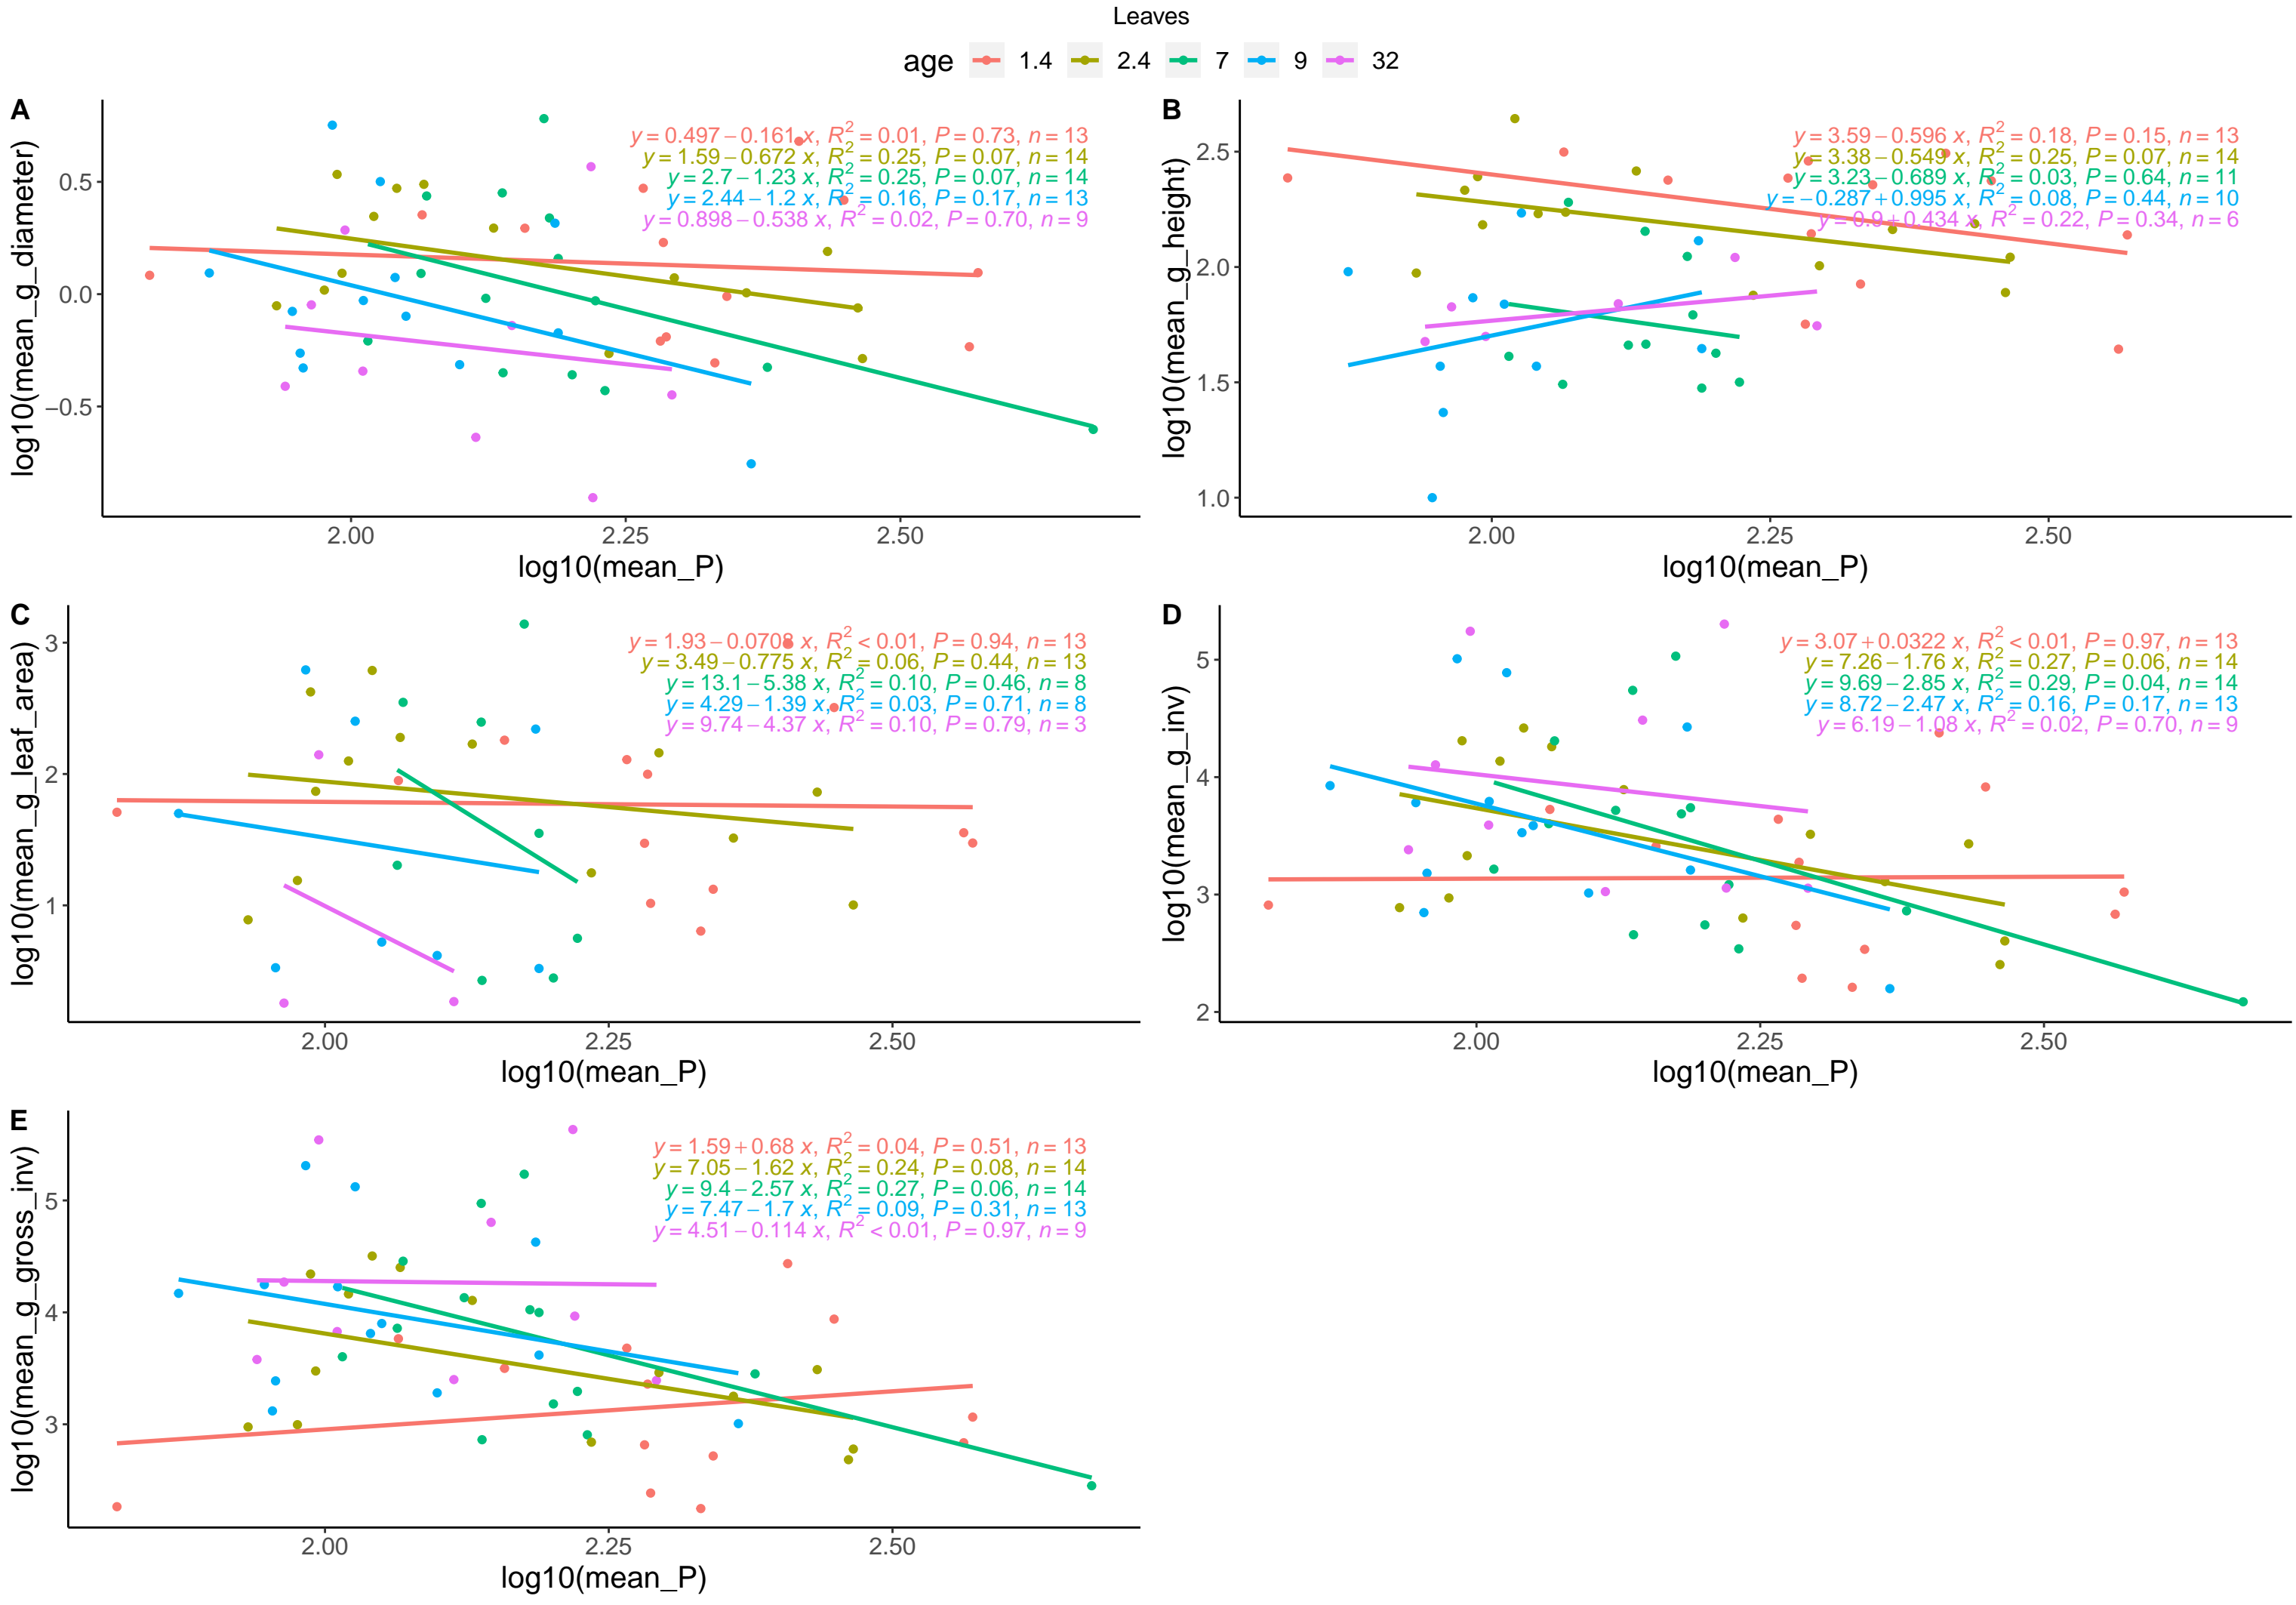 Leaves
age 1.4 2.4 7 9 32
A
y = 0.497 − 0.161 x, R2 = 0.01, P = 0.73, n = 13
y = 1.59 − 0.672 x, R2 = 0.25, P = 0.07, n = 14
y = 2.7 − 1.23 x, R2 = 0.25, P = 0.07, n = 14
y = 2.44 − 1.2 x, R2 = 0.16, P = 0.17, n = 13
y = 0.898 − 0.538 x, R2 = 0.02, P = 0.70, n = 9
0.5
0.0
−0.5
log10(mean_g_diameter)
2.00 2.25 2.50
log10(mean_P)
B
y = 3.59 − 0.596 x, R2 = 0.18, P = 0.15, n = 13
y = 3.38 − 0.549 x, R2 = 0.25, P = 0.07, n = 14
y = 3.23 − 0.689 x, R2 = 0.03, P = 0.64, n = 11
y = −0.287 + 0.995 x, R2 = 0.08, P = 0.44, n = 10
y = 0.9 + 0.434 x, R2 = 0.22, P = 0.34, n = 6
2.5
2.0
1.5
1.0
log10(mean_g_height)
2.00 2.25 2.50
log10(mean_P)
C
y = 1.93 − 0.0708 x, R2 < 0.01, P = 0.94, n = 13
y = 3.49 − 0.775 x, R2 = 0.06, P = 0.44, n = 13
y = 13.1 − 5.38 x, R2 = 0.10, P = 0.46, n = 8
y = 4.29 − 1.39 x, R2 = 0.03, P = 0.71, n = 8
y = 9.74 − 4.37 x, R2 = 0.10, P = 0.79, n = 3
3
2
1
log10(mean_g_leaf_area)
2.00 2.25 2.50
log10(mean_P)
D
y = 3.07 + 0.0322 x, R2 < 0.01, P = 0.97, n = 13
y = 7.26 − 1.76 x, R2 = 0.27, P = 0.06, n = 14
y = 9.69 − 2.85 x, R2 = 0.29, P = 0.04, n = 14
y = 8.72 − 2.47 x, R2 = 0.16, P = 0.17, n = 13
y = 6.19 − 1.08 x, R2 = 0.02, P = 0.70, n = 9
5
4
3
2
log10(mean_g_inv)
2.00 2.25 2.50
log10(mean_P)
E
y = 1.59 + 0.68 x, R2 = 0.04, P = 0.51, n = 13
y = 7.05 − 1.62 x, R2 = 0.24, P = 0.08, n = 14
y = 9.4 − 2.57 x, R2 = 0.27, P = 0.06, n = 14
y = 7.47 − 1.7 x, R2 = 0.09, P = 0.31, n = 13
y = 4.51 − 0.114 x, R2 < 0.01, P = 0.97, n = 9
5
4
3
log10(mean_g_gross_inv)
2.00 2.25 2.50
log10(mean_P)